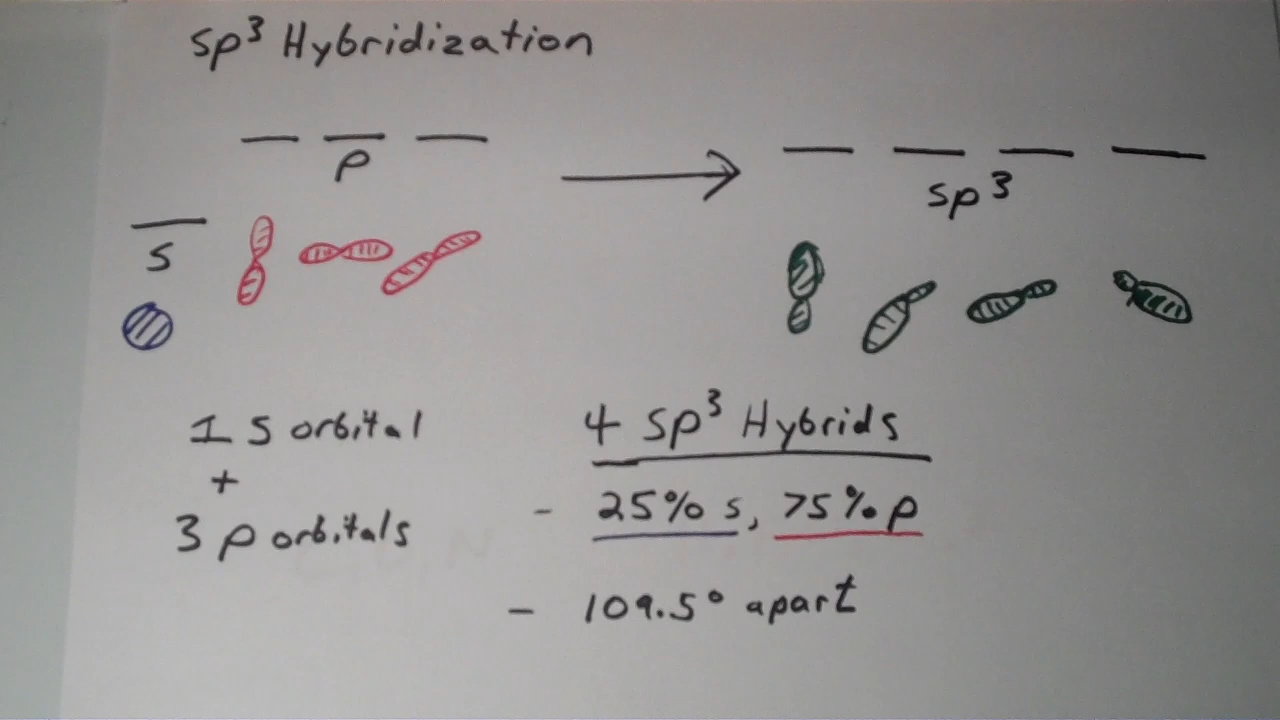 sp³ Hybridization
p
sp³
s
1 s orbital
+
3 p orbitals
4 sp³ Hybrids
- 25% s, 75% p
- 109.5° apart